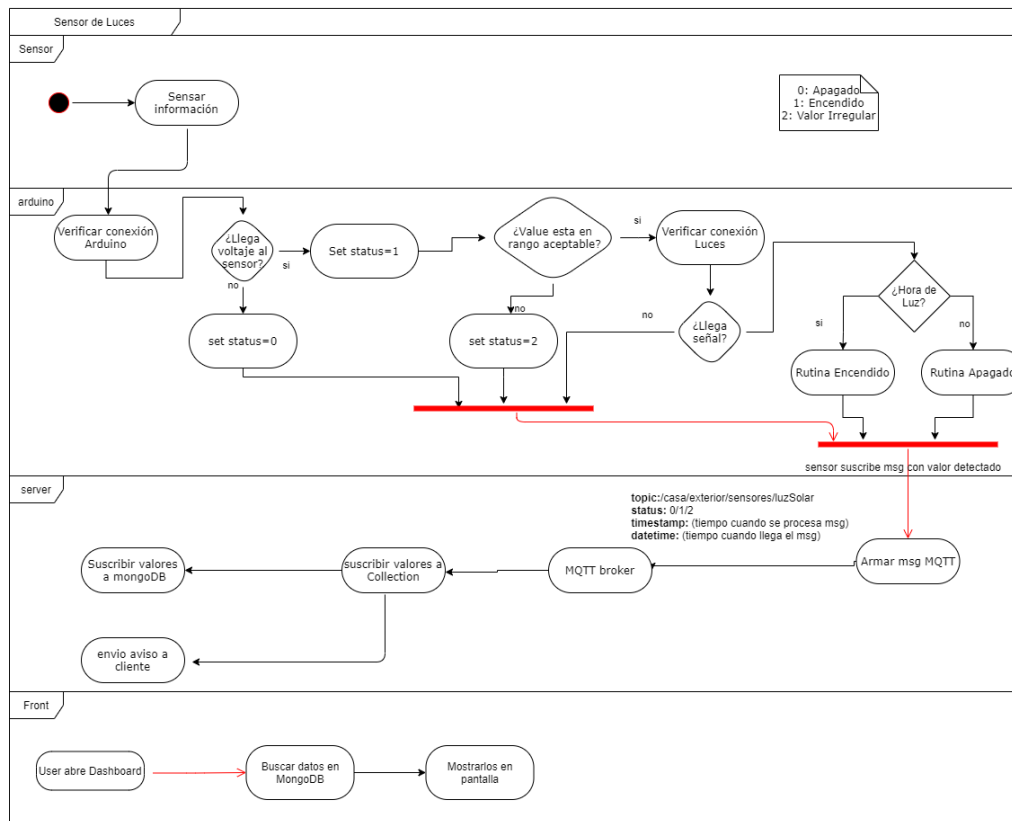 Sensor de Luces
Sensor
Sensar
información
0: Apagado
1: Encendido
2: Valor Irregular
arduino
Verificar conexión
Arduino
¿Llega
voltaje al
sensor?
si
no
Set status=1
set status=0
¿Value esta en
rango aceptable?
si
no
set status=2
Verificar conexión
Luces
¿Llega
señal?
no
¿Hora de
Luz?
si
no
Rutina Encendido
Rutina Apagado
sensor suscribe msg con valor detectado
server
topic:/casa/exterior/sensores/luzSolar
status: 0/1/2
timestamp: (tiempo cuando se procesa msg)
datetime: (tiempo cuando llega el msg)
Armar msg MQTT
MQTT broker
suscribir valores a
Collection
Suscribir valores
a mongoDB
envio aviso a
cliente
Front
User abre Dashboard
Buscar datos en
MongoDB
Mostrarlos en
pantalla